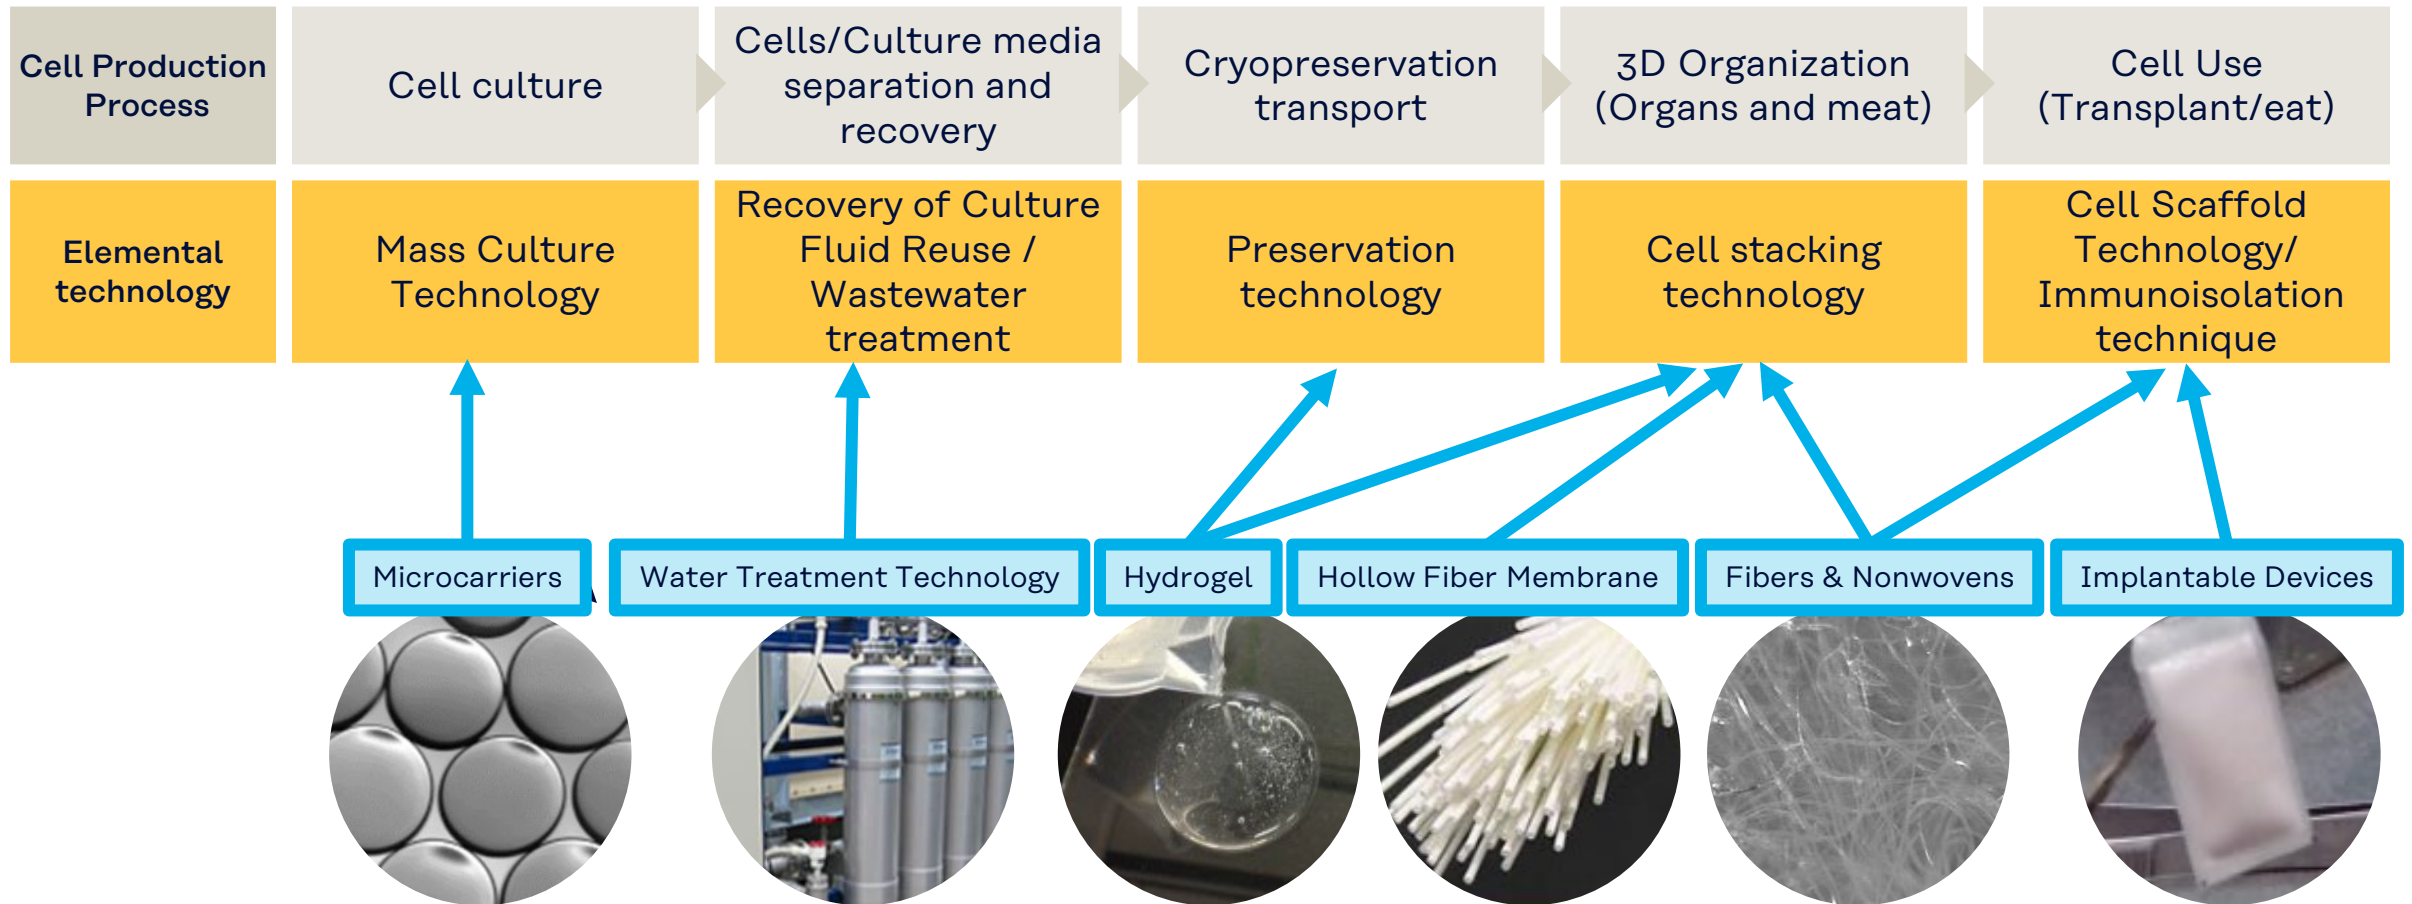 Cell Production
Process
Cell culture
Cells/Culture media
separation and
recovery
Cryopreservation
transport
3D Organization
(Organs and meat)
Cell Use
(Transplant/eat)
Elemental
technology
Mass Culture
Technology
Recovery of Culture
Fluid Reuse /
Wastewater
treatment
Preservation
technology
Cell stacking
technology
Cell Scaffold
Technology/
Immunoisolation
technique
Microcarriers
Water Treatment Technology
Hydrogel
Hollow Fiber Membrane
Fibers & Nonwovens
Implantable Devices